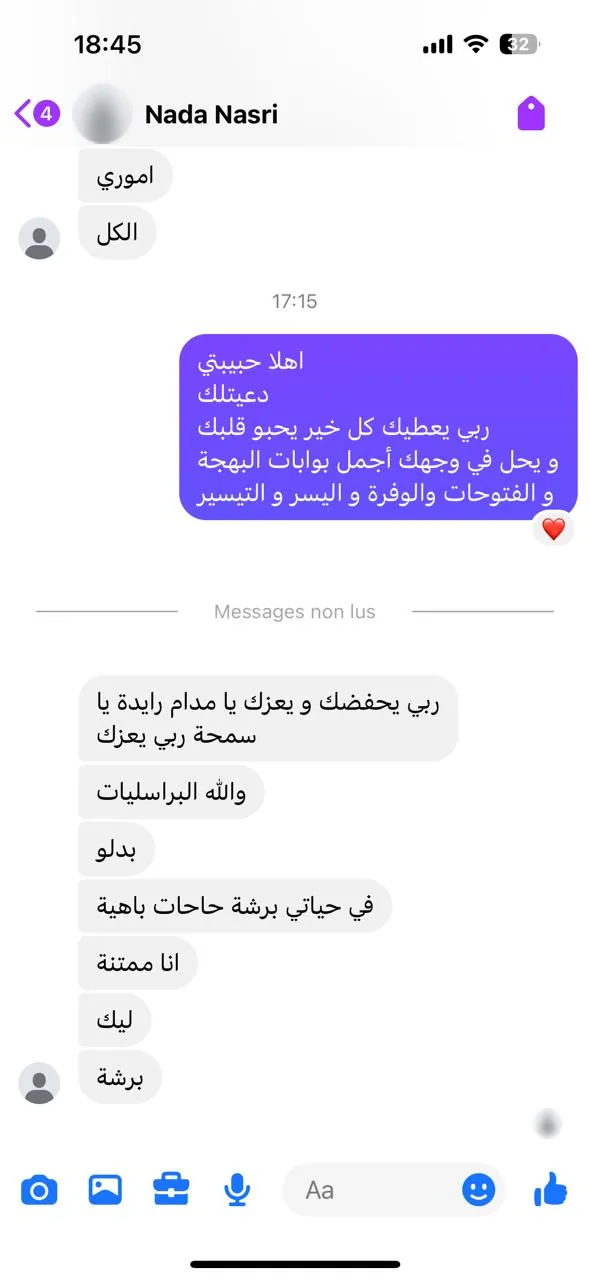 18:45
32
4
Nada Nasri
اموري
الكل
17:15
اهلا حبيبتي
دعيتلك
ربي يعطيك كل خير يحبو قلبك
و يحل في وجهك أجمل بوابات البهجة
و الفتوحات والوفرة و اليسر و التيسير
Messages non lus
ربي يحفضك و يعزك يا مدام رايدة يا
سمحة ربي يعزك
والله البراسليات
بدلو
في حياتي برشة حاحات باهية
انا ممتنة
ليك
برشة
Aa